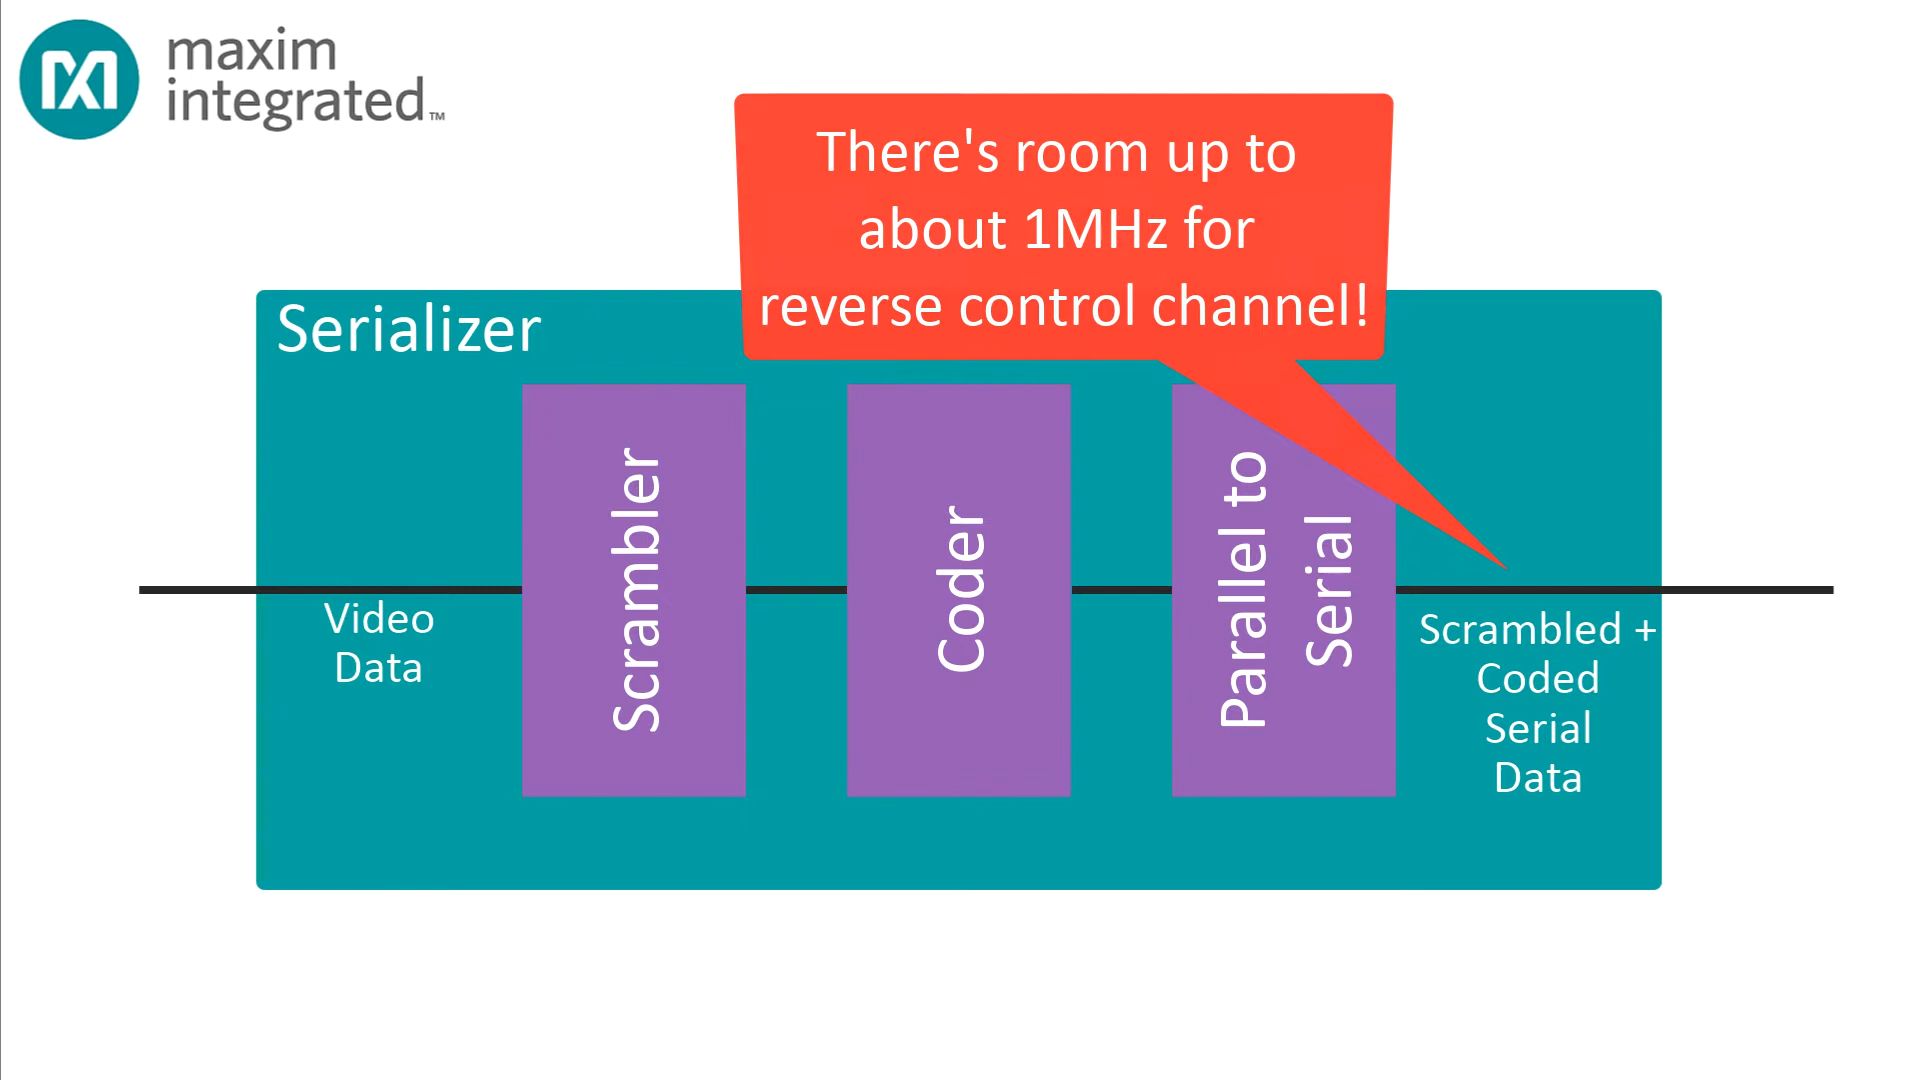 maxim
integrated™
There's room up to
about 1MHz for
reverse control channel!
Serializer
Video
Data
Scrambler
Coder
Parallel to
Serial
Scrambled +
Coded
Serial
Data